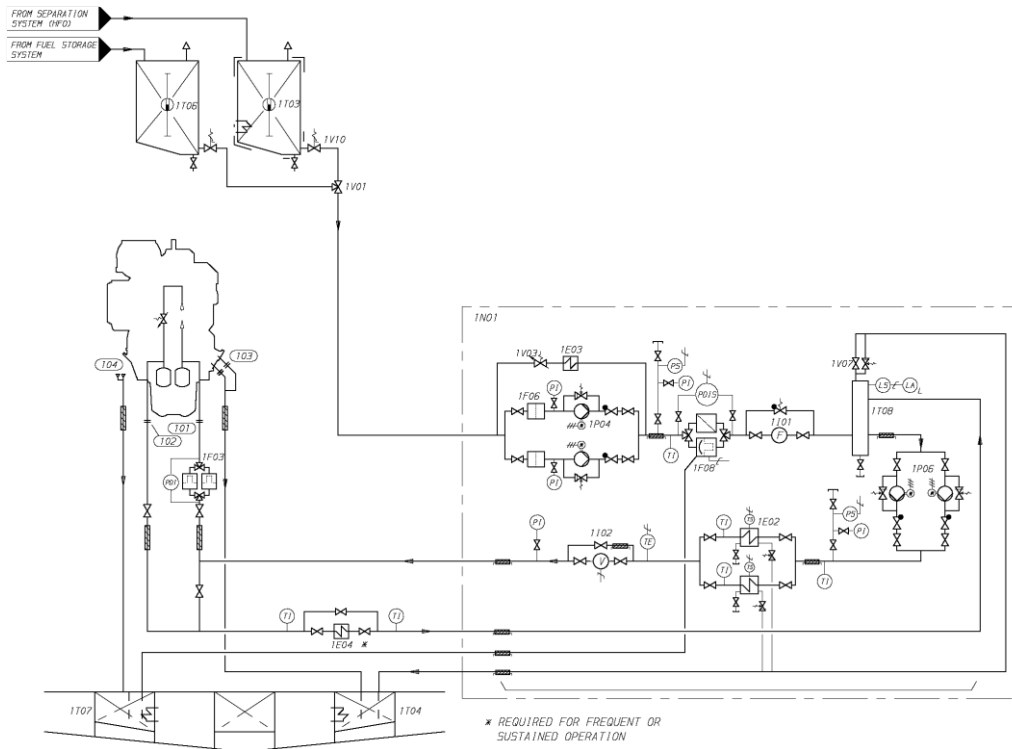 FROM SEPARATION
SYSTEM (HFO)
FROM FUEL STORAGE
SYSTEM
1T06
1T03
1V10
1V01
1N01
1V03
1E03
1V07
104
103
PS
LS
LA
L
PI
PI
PDIS
1T08
1F06
1P04
1I01
F
101
102
TI
1F08
1F03
1P06
PDI
PI
PS
PI
1I02
TE
TI
TS
1E02
PI
V
TI
TS
TI
TI
TI
1E04
*
1T07
1T04
* REQUIRED FOR FREQUENT OR
SUSTAINED OPERATION